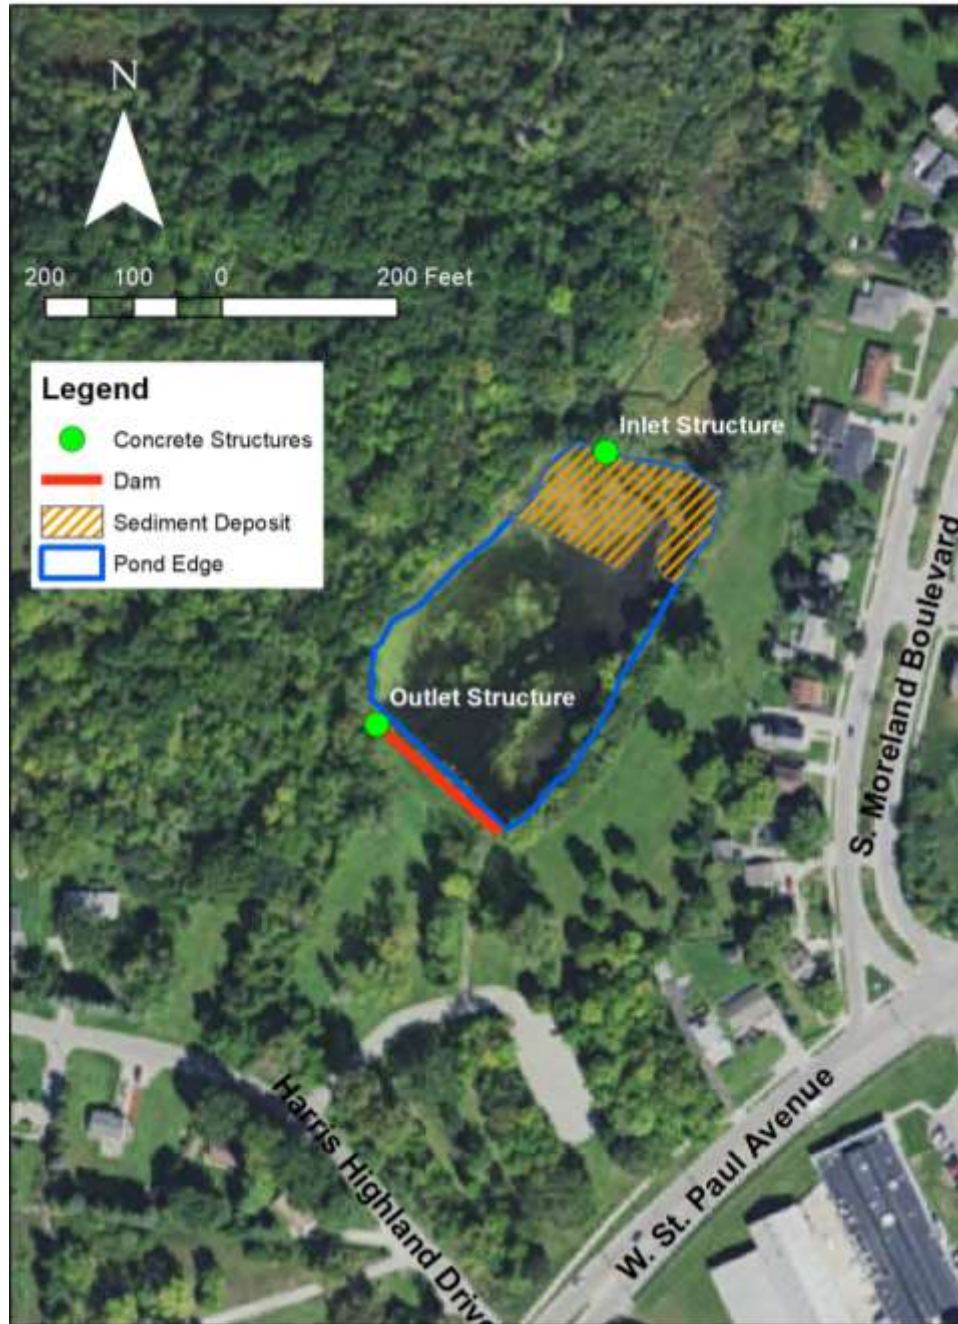 N
200 100 0 200 Feet
Legend
Concrete Structures
Dam
Sediment Deposit
Pond Edge
Inlet Structure
Outlet Structure
S. Moreland Boulevard
Harris Highland Drive
W. St. Paul Avenue